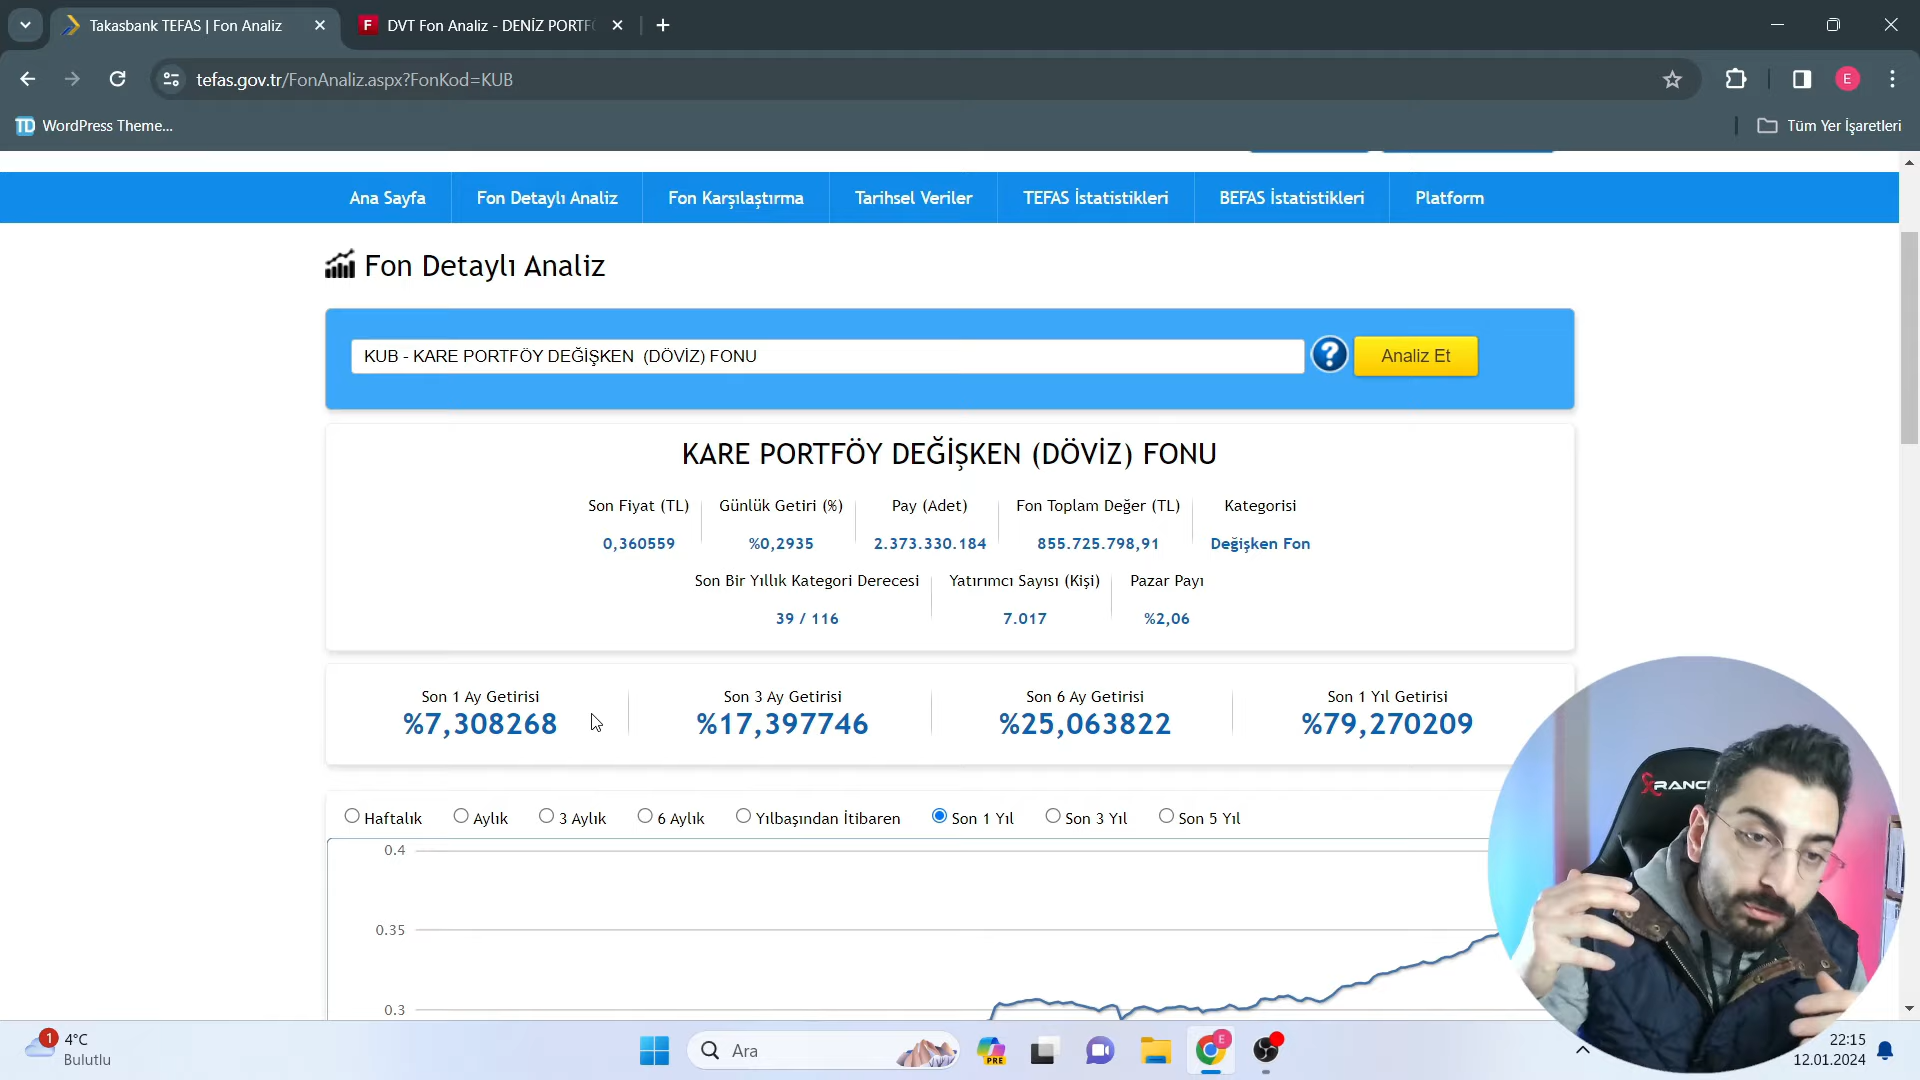 Takasbank TEFAS | Fon Analiz
F DVT Fon Analiz - DENİZ PORTF
tefas.gov.tr/FonAnaliz.aspx?FonKod=KUB
E
TD WordPress Theme...
Tüm Yer İşaretleri
Ana Sayfa Fon Detaylı Analiz Fon Karşılaştırma Tarihsel Veriler TEFAS İstatistikleri BEFAS İstatistikleri Platform
Fon Detaylı Analiz
KUB - KARE PORTFÖY DEĞİŞKEN (DÖVİZ) FONU
? Analiz Et
KARE PORTFÖY DEĞİŞKEN (DÖVİZ) FONU
Son Fiyat (TL) Günlük Getiri (%) Pay (Adet) Fon Toplam Değer (TL) Kategorisi
0,360559 %0,2935 2.373.330.184 855.725.798,91 Değişken Fon
Son Bir Yıllık Kategori Derecesi Yatırımcı Sayısı (Kişi) Pazar Payı
39 / 116 7.017 %2,06
Son 1 Ay Getirisi Son 3 Ay Getirisi Son 6 Ay Getirisi Son 1 Yıl Getirisi
%7,308268 %17,397746 %25,063822 %79,270209
Haftalık Aylık 3 Aylık 6 Aylık Yılbaşından İtibaren Son 1 Yıl Son 3 Yıl Son 5 Yıl
0.4
0.35
0.3
RANC
1 4°C
Bulutlu
Ara
PRE
E
22:15
12.01.2024